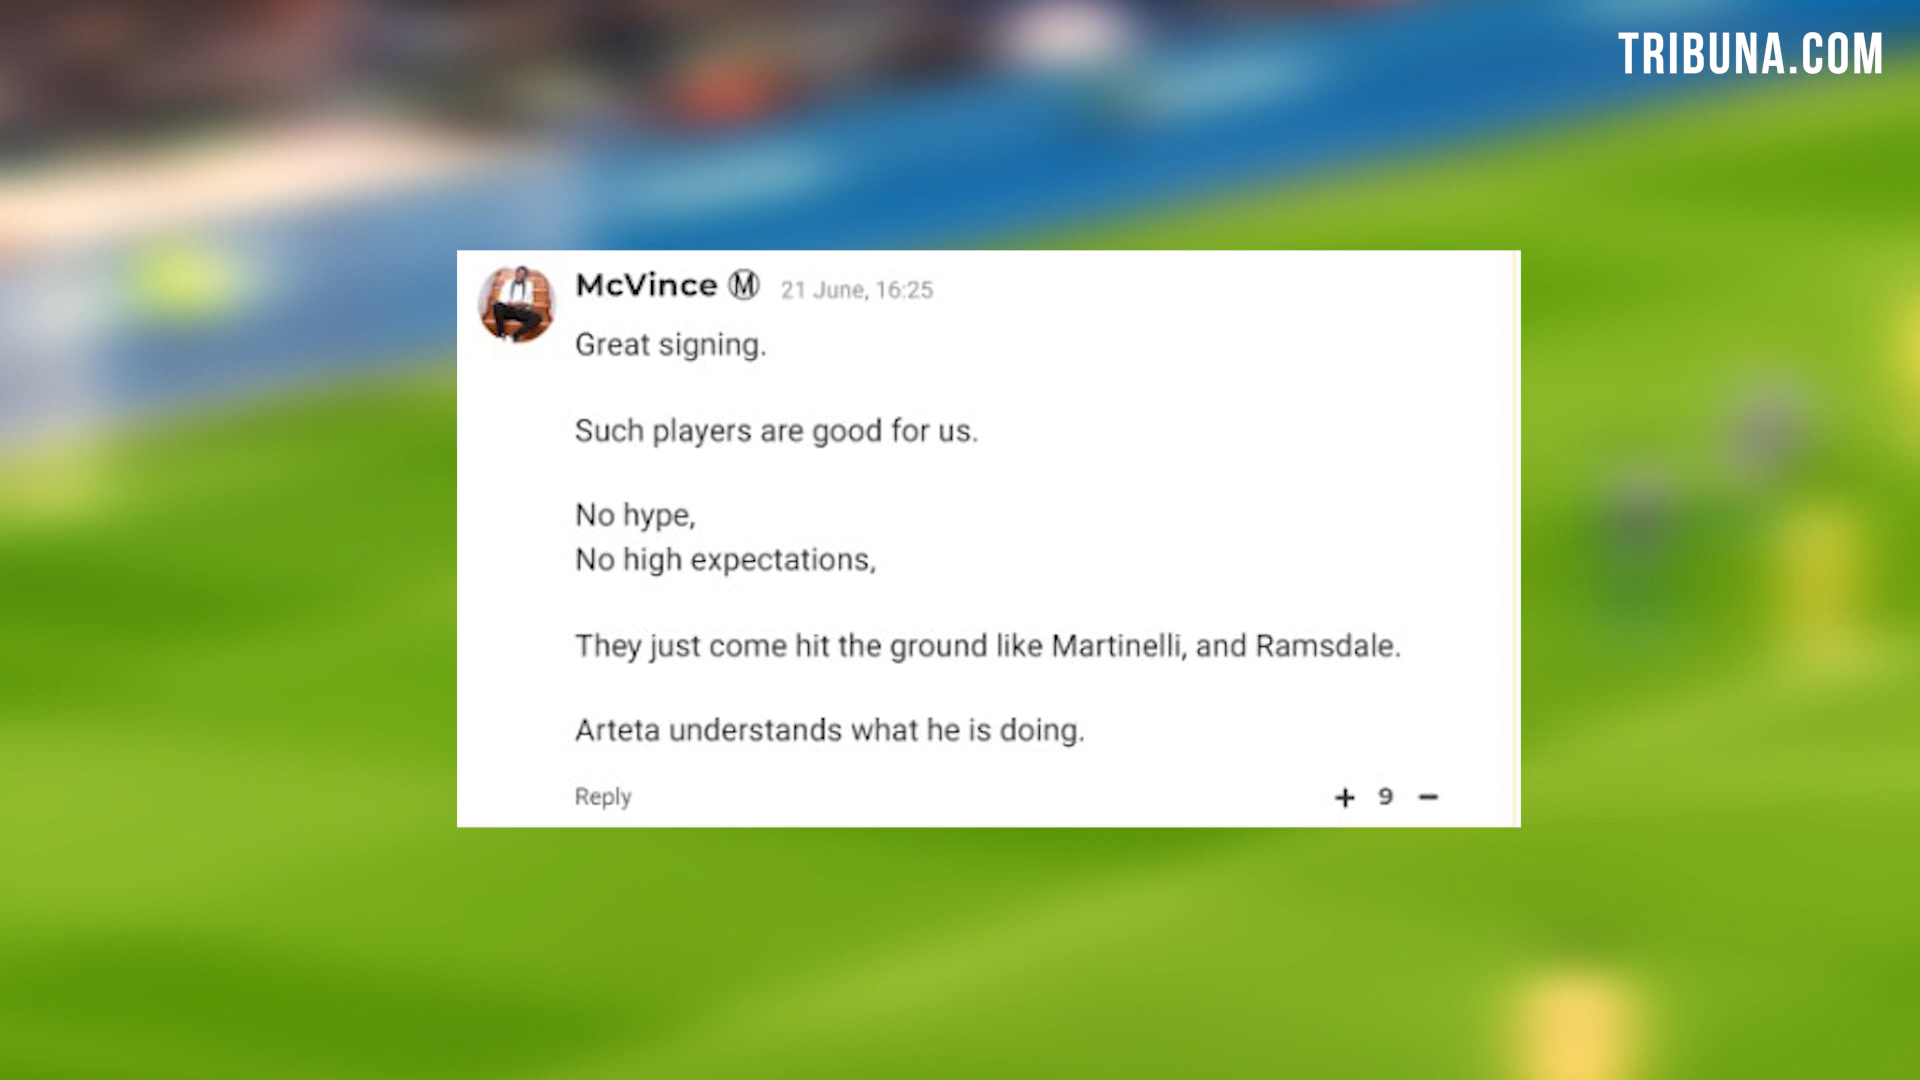 TRIBUNA.COM
McVince Ⓜ 21 June, 16:25
Great signing.
Such players are good for us.
No hype,
No high expectations,
They just come hit the ground like Martinelli, and Ramsdale.
Arteta understands what he is doing.
Reply + 9 −